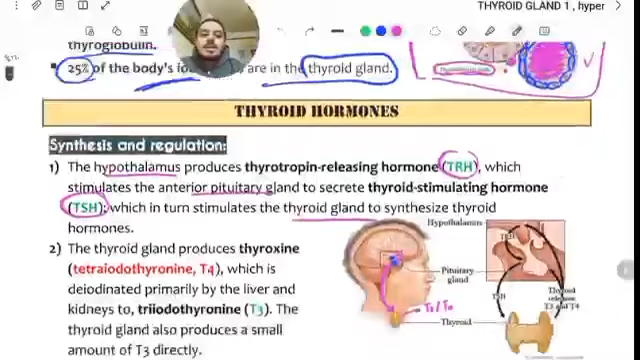 THYROID GLAND 1 , hyper
thyroglobulin.
25% of the body's are in the thyroid gland.
THYROID HORMONES
Synthesis and regulation:
1) The hypothalamus produces thyrotropin-releasing hormone (TRH), which
stimulates the anterior pituitary gland to secrete thyroid-stimulating hormone
(TSH); which in turn stimulates the thyroid gland to synthesize thyroid
hormones.
2) The thyroid gland produces thyroxine
(tetraiodothyronine, T4), which is
deiodinated primarily by the liver and
kidneys to, triiodothyronine (T3). The
thyroid gland also produces a small
amount of T3 directly.
Hypothalamus
TRH
Pituitary
gland
TSH
Thyroid
release
T3 and T4
T3/T4
Thyroid